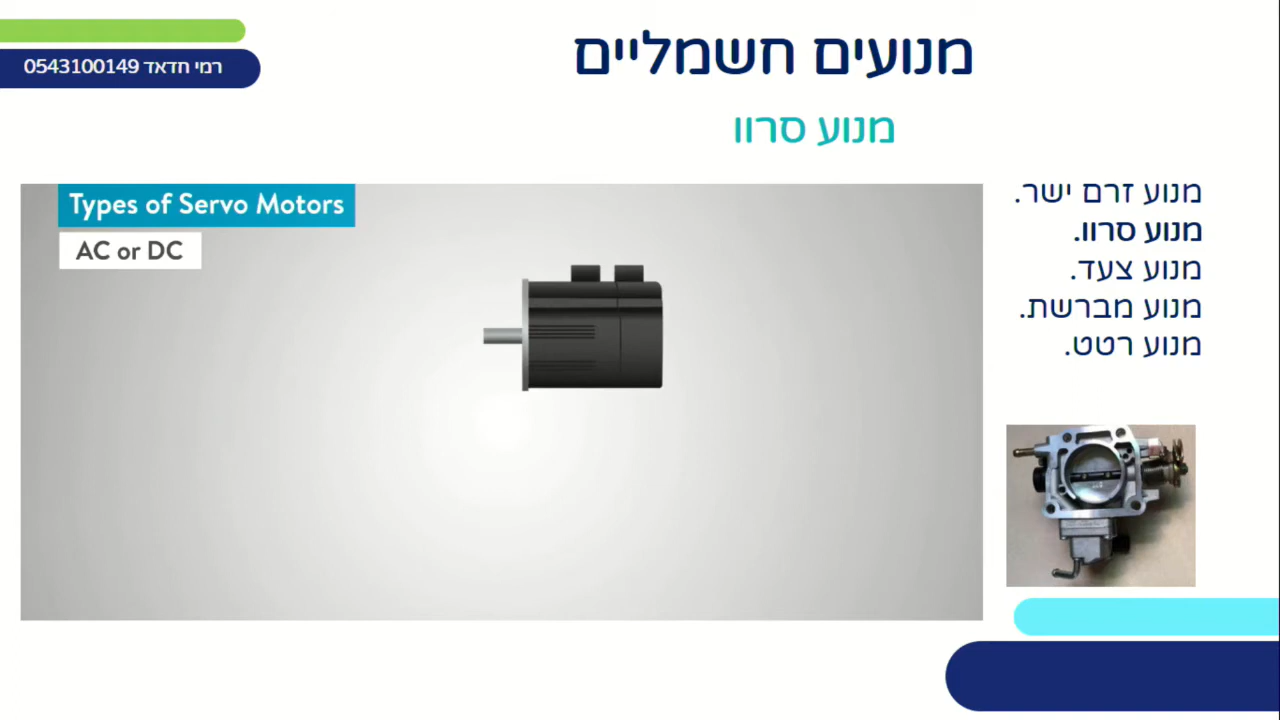 רמי חדאד 0543100149
מנועים חשמליים
מנוע סרוו
Types of Servo Motors
AC or DC
מנוע זרם ישר.
מנוע סרוו.
מנוע צעד.
מנוע מברשת.
מנוע רטט.